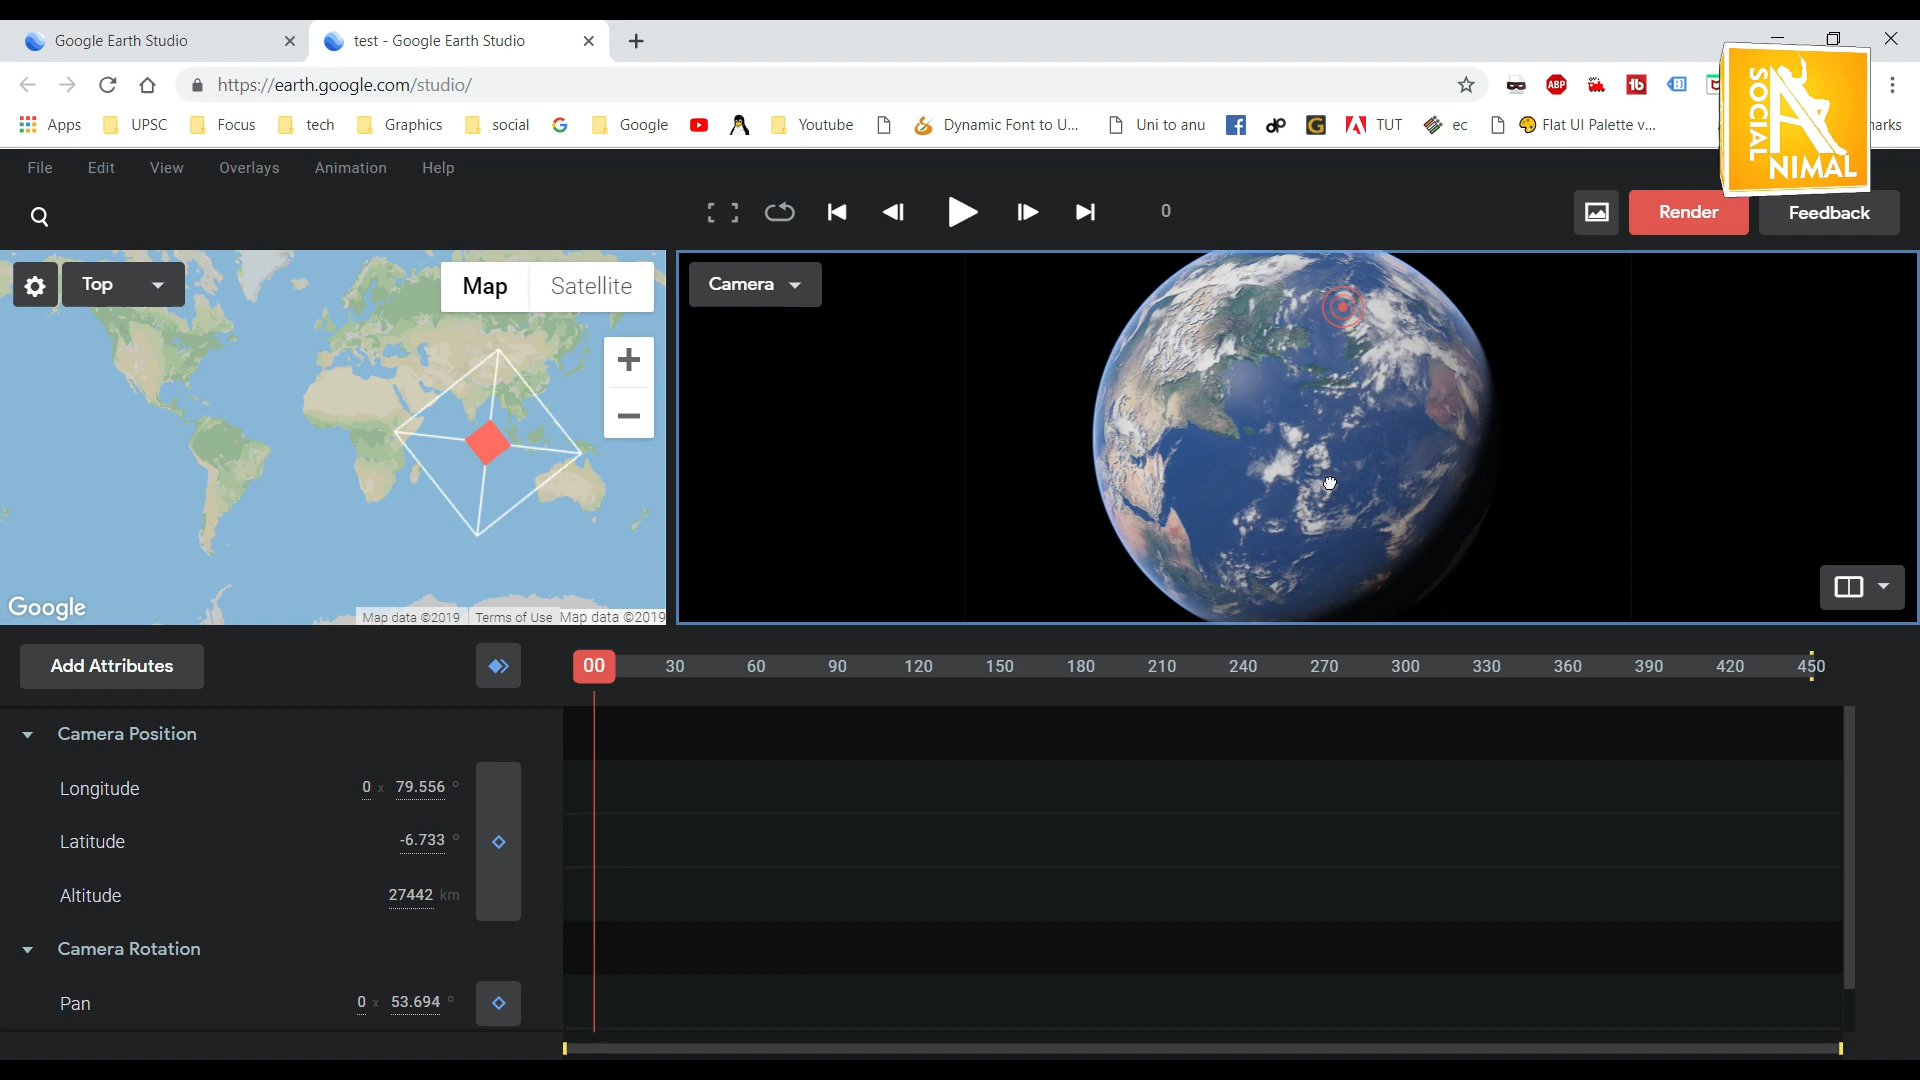 Google Earth Studio
test - Google Earth Studio
https://earth.google.com/studio/
ABP
Apps UPSC Focus tech Graphics social Google Youtube Dynamic Font to U... Uni to anu TUT ec Flat UI Palette v...
SOCIAL ANIMAL
File Edit View Overlays Animation Help
0
Render
Feedback
Top
Map Satellite
Camera
Google
Map data ©2019 Terms of Use Map data ©2019
Add Attributes
00 30 60 90 120 150 180 210 240 270 300 330 360 390 420 450
Camera Position
Longitude 0 x 79.556 °
Latitude -6.733 °
Altitude 27442 km
Camera Rotation
Pan 0 x 53.694 °